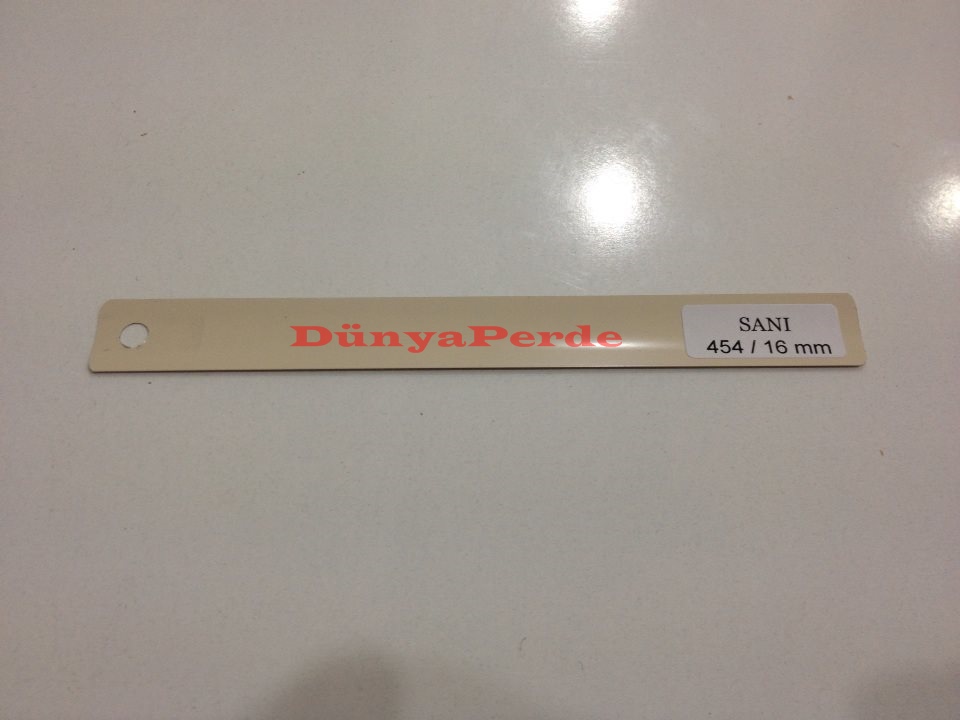 DünyaPerde
SANI
454 / 16 mm